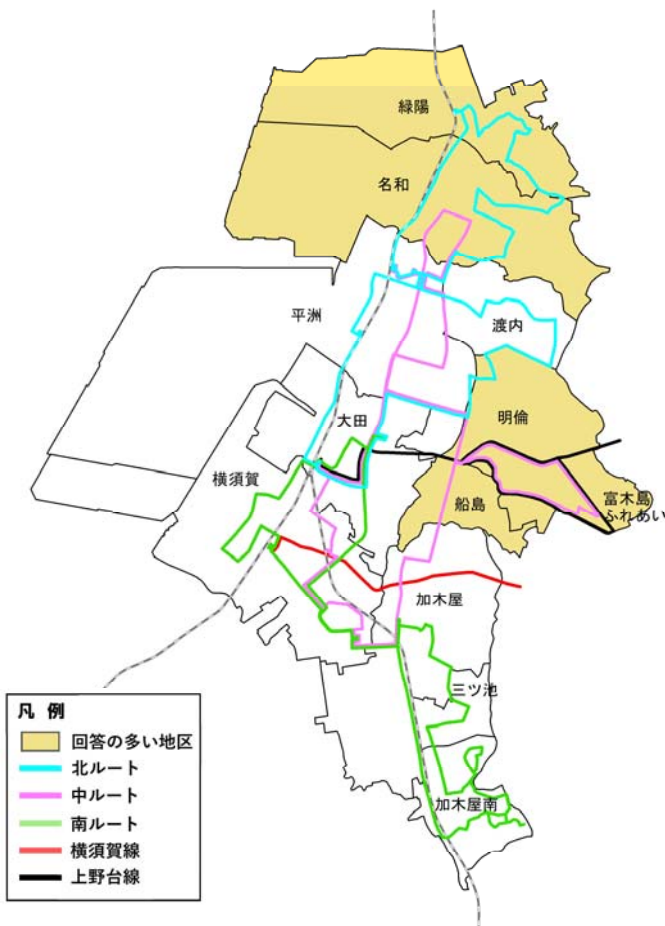 緑陽
名和
平洲
渡内
大田
明倫
横須賀
船島
富木島
ふれあい
加木屋
三ツ池
加木屋南
凡 例
回答の多い地区
北ルート
中ルート
南ルート
横須賀線
上野台線